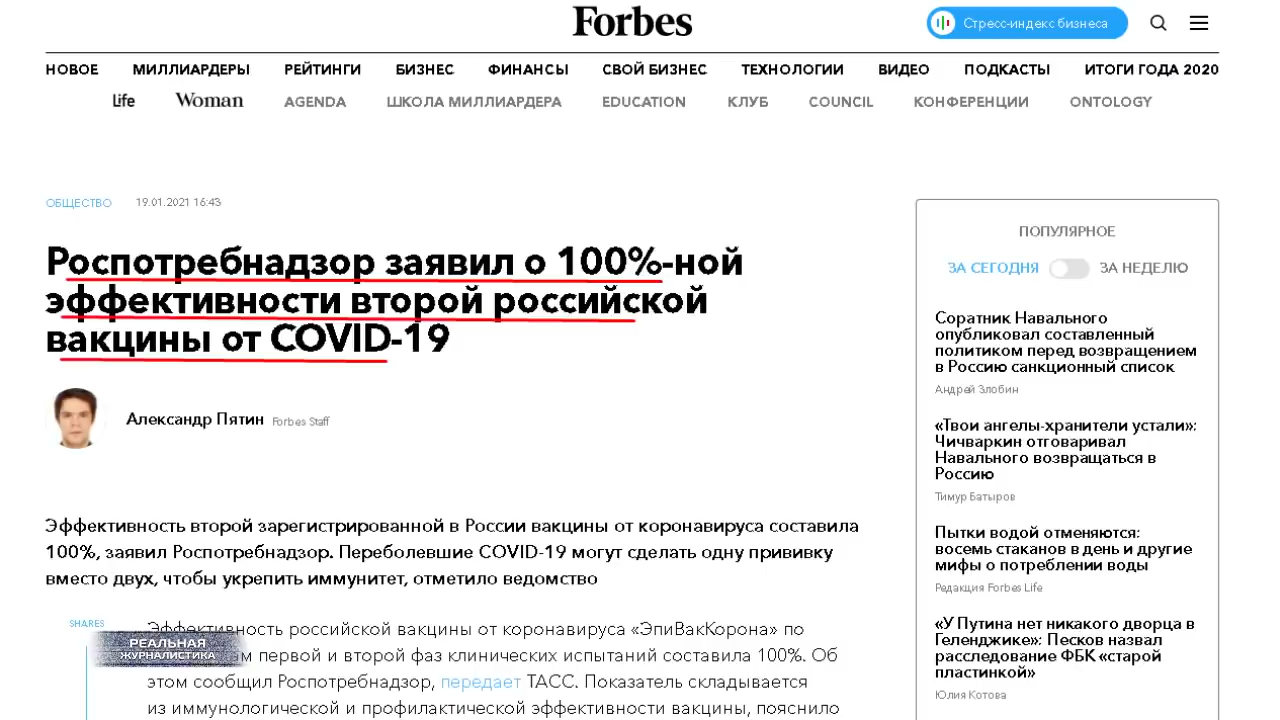 Forbes
Стресс-индекс бизнеса
НОВОЕ МИЛЛИАРДЕРЫ РЕЙТИНГИ БИЗНЕС ФИНАНСЫ СВОЙ БИЗНЕС ТЕХНОЛОГИИ ВИДЕО ПОДКАСТЫ ИТОГИ ГОДА 2020
Life Woman AGENDA ШКОЛА МИЛЛИАРДЕРА EDUCATION КЛУБ COUNCIL КОНФЕРЕНЦИИ ONTOLOGY
ОБЩЕСТВО 19.01.2021 16:43
Роспотребнадзор заявил о 100%-ной
эффективности второй российской
вакцины от COVID-19
Александр Пятин Forbes Staff
Эффективность второй зарегистрированной в России вакцины от коронавируса составила
100%, заявил Роспотребнадзор. Переболевшие COVID-19 могут сделать одну прививку
вместо двух, чтобы укрепить иммунитет, отметило ведомство
SHARES
Эффективность российской вакцины от коронавируса «ЭпиВакКорона» по
м первой и второй фаз клинических испытаний составила 100%. Об
этом сообщил Роспотребнадзор, передает ТАСС. Показатель складывается
из иммунологической и профилактической эффективности вакцины, пояснило
РЕАЛЬНАЯ
ЖУРНАЛИСТИКА
ПОПУЛЯРНОЕ
ЗА СЕГОДНЯ ЗА НЕДЕЛЮ
Соратник Навального
опубликовал составленный
политиком перед возвращением
в Россию санкционный список
Андрей Злобин
«Твои ангелы-хранители устали»:
Чичваркин отговаривал
Навального возвращаться в
Россию
Тимур Батыров
Пытки водой отменяются:
восемь стаканов в день и другие
мифы о потреблении воды
Редакция Forbes Life
«У Путина нет никакого дворца в
Геленджике»: Песков назвал
расследование ФБК «старой
пластинкой»
Юлия Котова